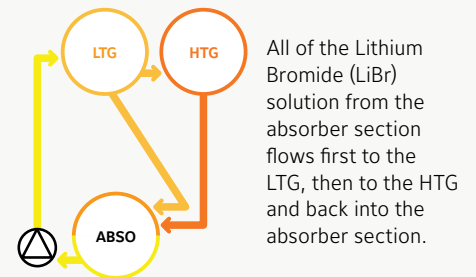 LTG
HTG
All of the Lithium
Bromide (LiBr)
solution from the
absorber section
flows first to the
LTG, then to the HTG
and back into the
absorber section.
ABSO